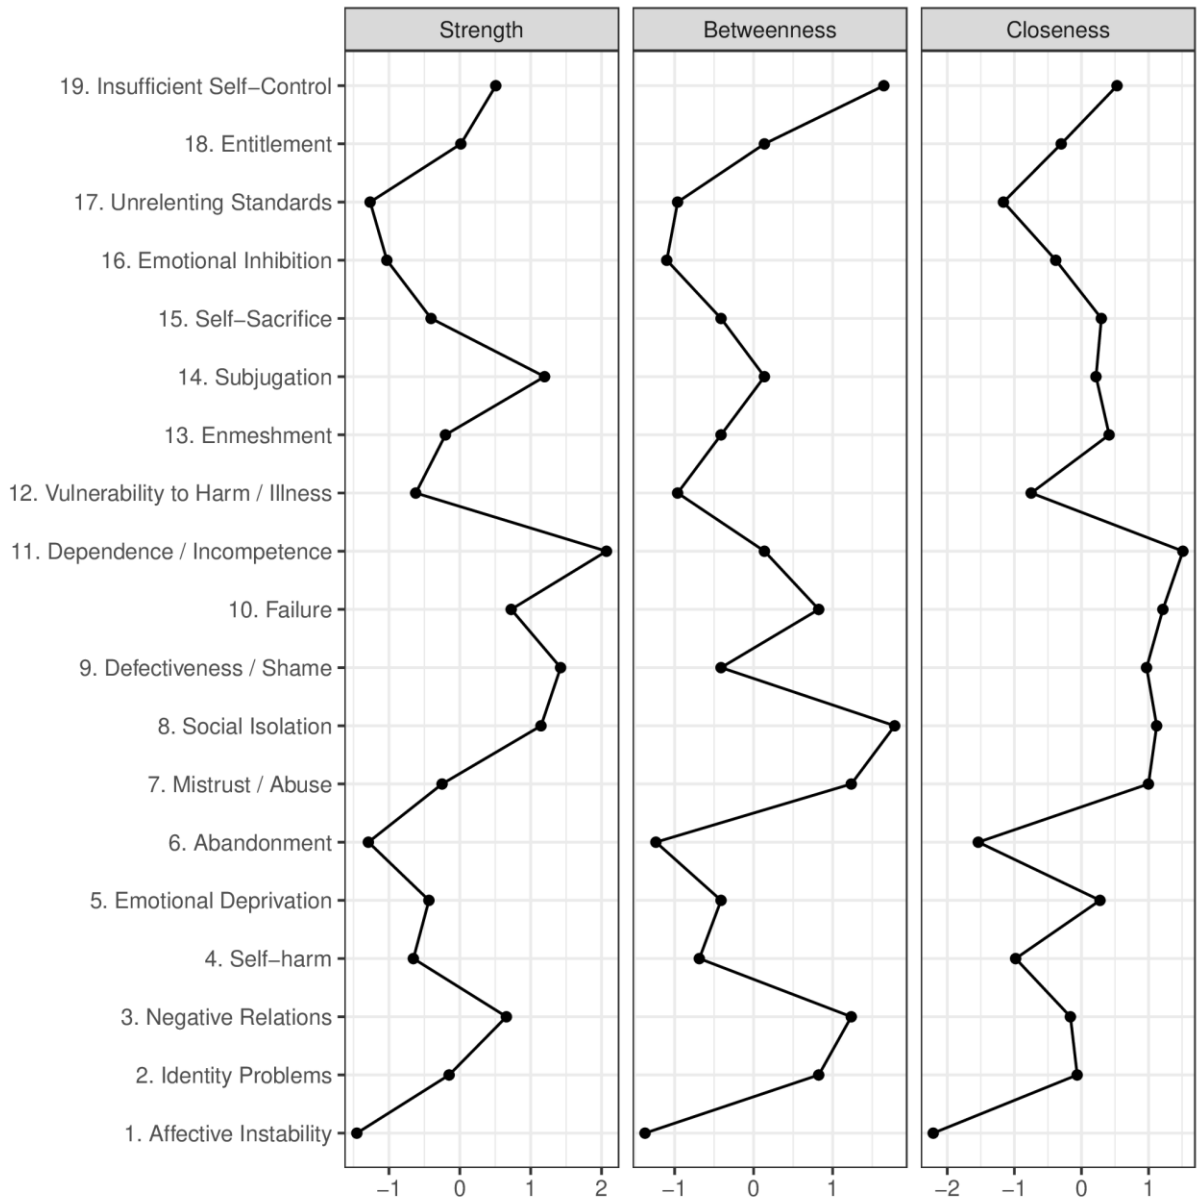 Strength Betweenness Closeness
19. Insufficient Self−Control
18. Entitlement
17. Unrelenting Standards
16. Emotional Inhibition
15. Self−Sacrifice
14. Subjugation
13. Enmeshment
12. Vulnerability to Harm / Illness
11. Dependence / Incompetence
10. Failure
9. Defectiveness / Shame
8. Social Isolation
7. Mistrust / Abuse
6. Abandonment
5. Emotional Deprivation
4. Self−harm
3. Negative Relations
2. Identity Problems
1. Affective Instability
−1 0 1 2 −1 0 1 −2 −1 0 1